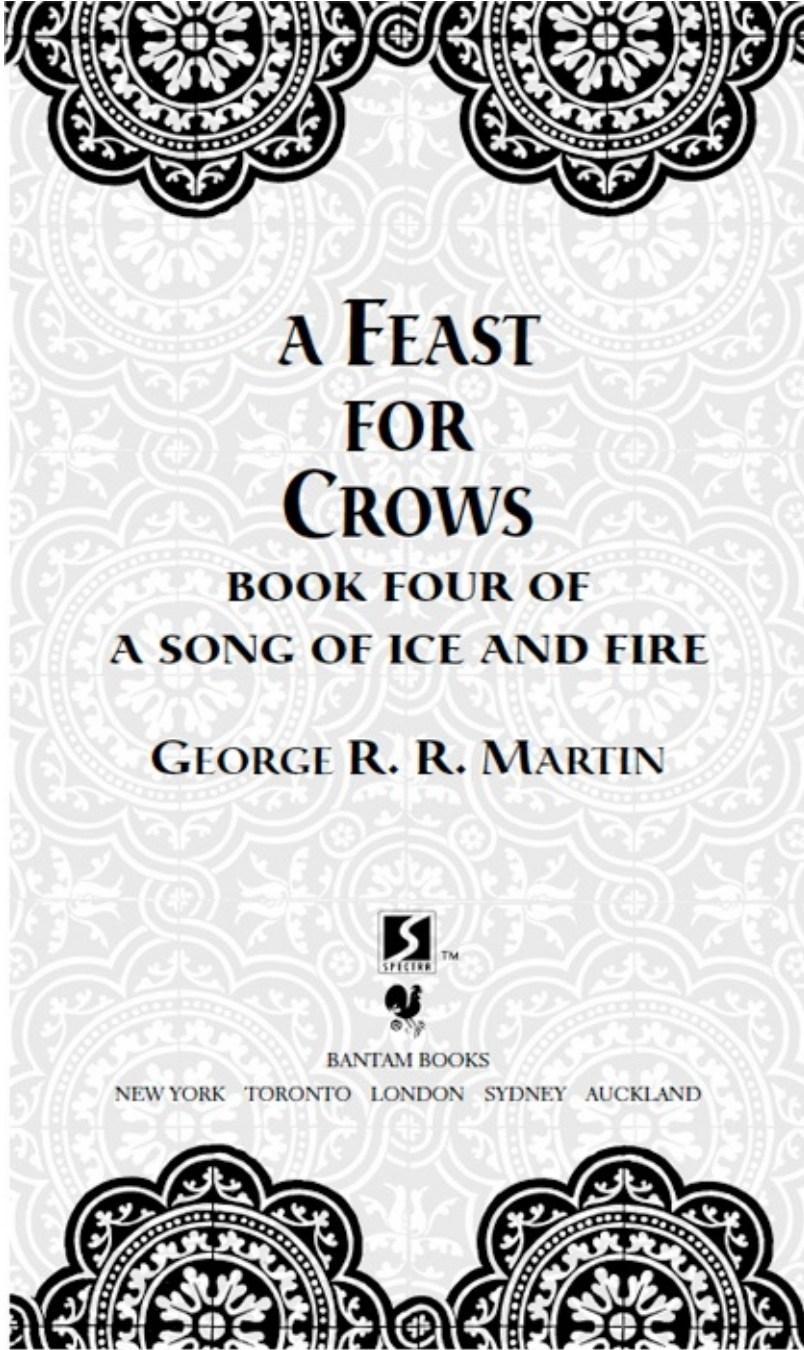 A FEAST
FOR
CROWS
BOOK FOUR OF
A SONG OF ICE AND FIRE
GEORGE R. R. MARTIN
SPECTRA ™
BANTAM BOOKS
NEW YORK TORONTO LONDON SYDNEY AUCKLAND